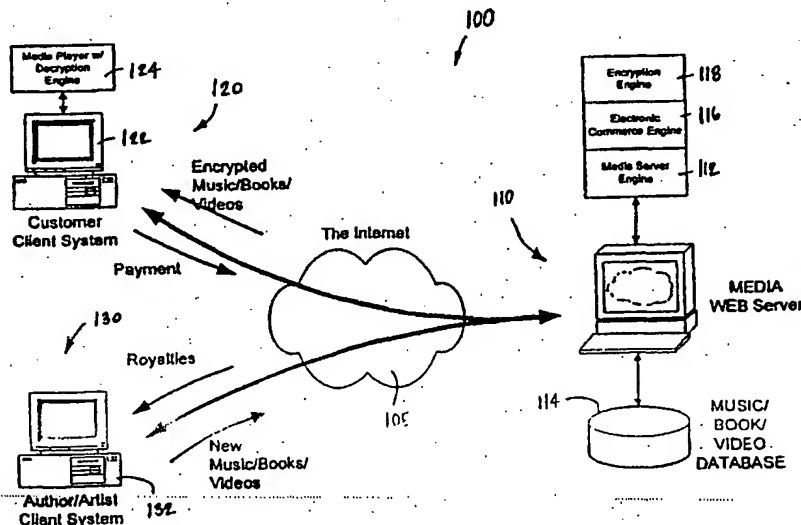 100
Media Player w/
Decryption
Engine
124
120
122
Encrypted
Music/Books/
Videos
Customer
Client System
Payment
The Internet
110
Encryption
Engine
118
Electronic
Commerce Engine
116
Media Server
Engine
112
MEDIA
WEB Server
130
Royalties
105
New
Music/Books/
Videos
Author/Artist
Client System
132
114
MUSIC/
BOOK/
VIDEO
DATABASE